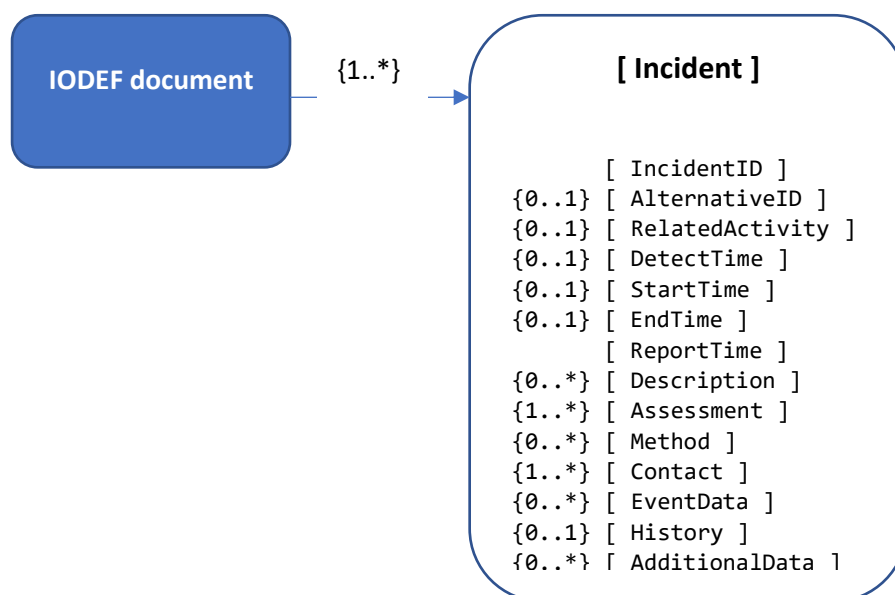 IODEF document
{1..*}
[ Incident ]
[ IncidentID ]
{0..1} [ AlternativeID ]
{0..1} [ RelatedActivity ]
{0..1} [ DetectTime ]
{0..1} [ StartTime ]
{0..1} [ EndTime ]
[ ReportTime ]
{0..*} [ Description ]
{1..*} [ Assessment ]
{0..*} [ Method ]
{1..*} [ Contact ]
{0..*} [ EventData ]
{0..1} [ History ]
{0..*} [ AdditionalData ]